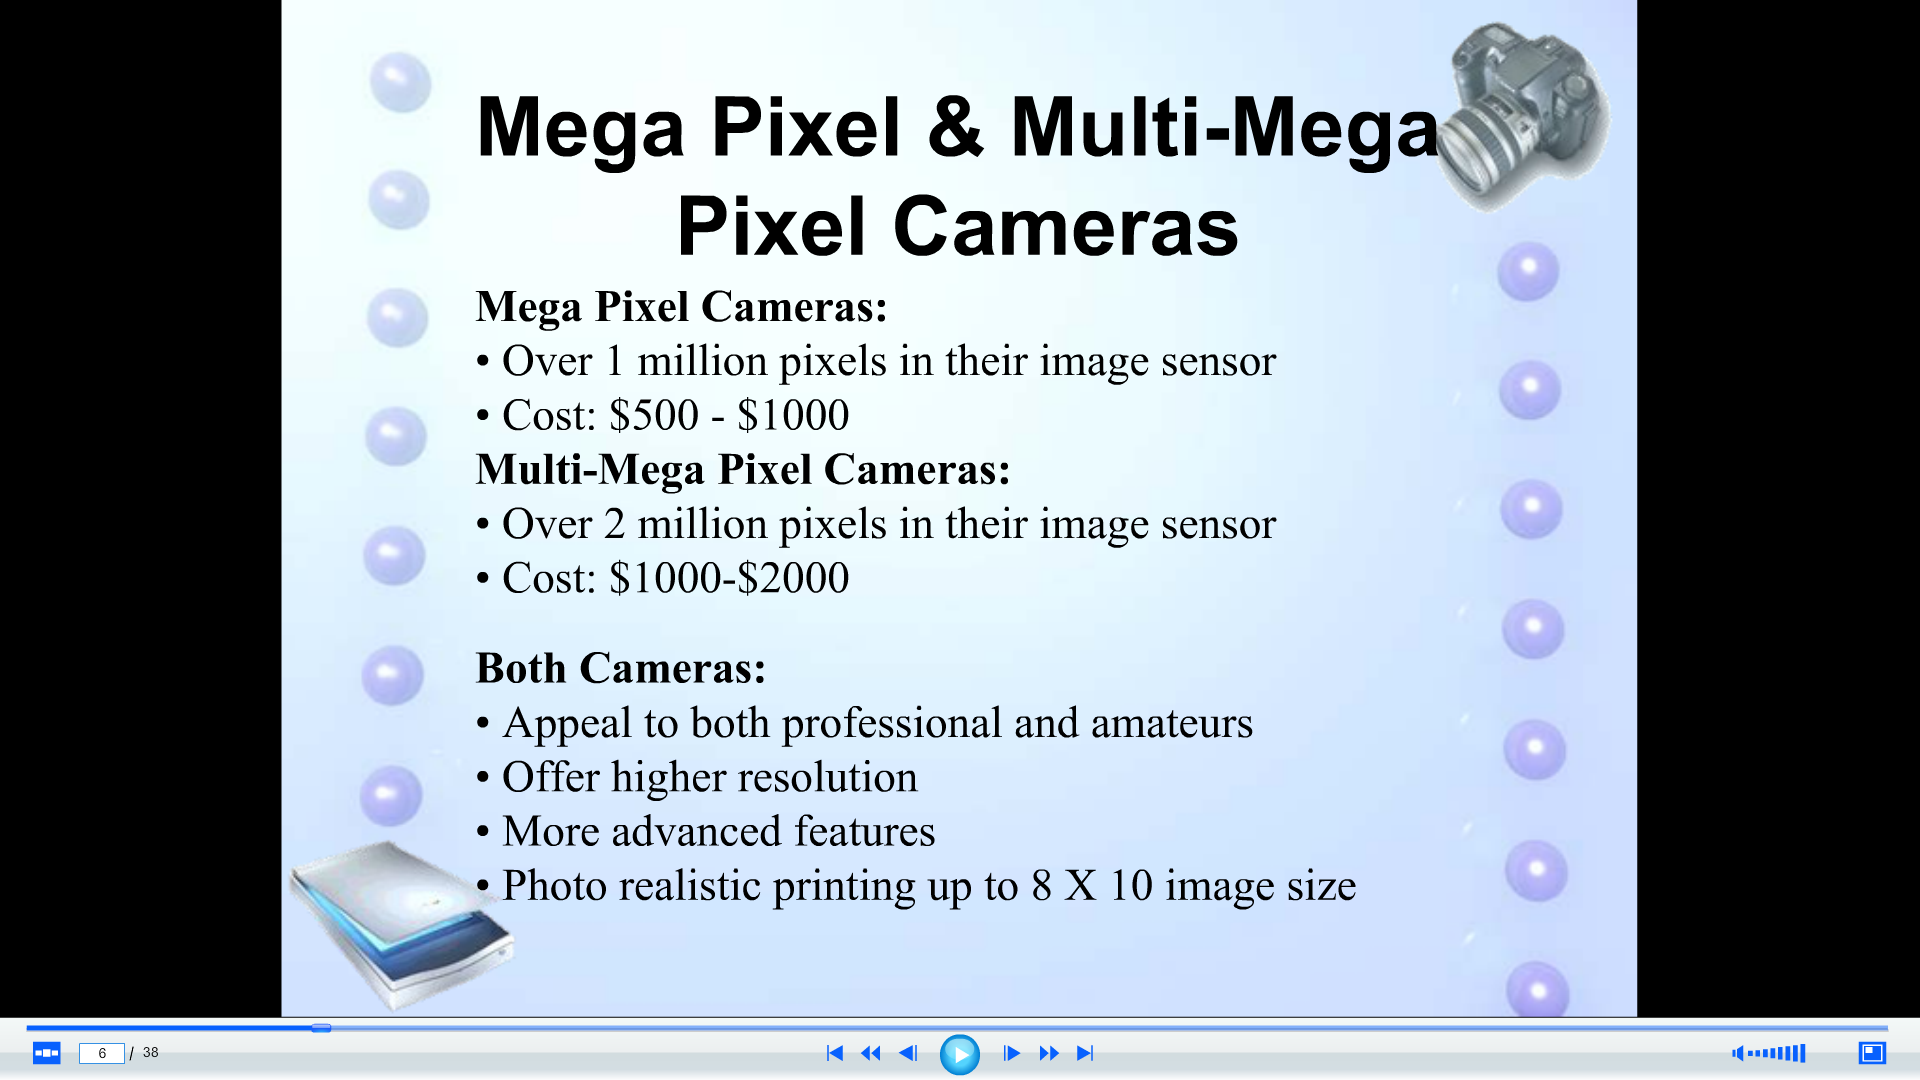 Mega Pixel & Multi-Mega
Pixel Cameras
Mega Pixel Cameras:
• Over 1 million pixels in their image sensor
• Cost: $500 - $1000
Multi-Mega Pixel Cameras:
• Over 2 million pixels in their image sensor
• Cost: $1000-$2000
Both Cameras:
• Appeal to both professional and amateurs
• Offer higher resolution
• More advanced features
• Photo realistic printing up to 8 X 10 image size
6 / 38